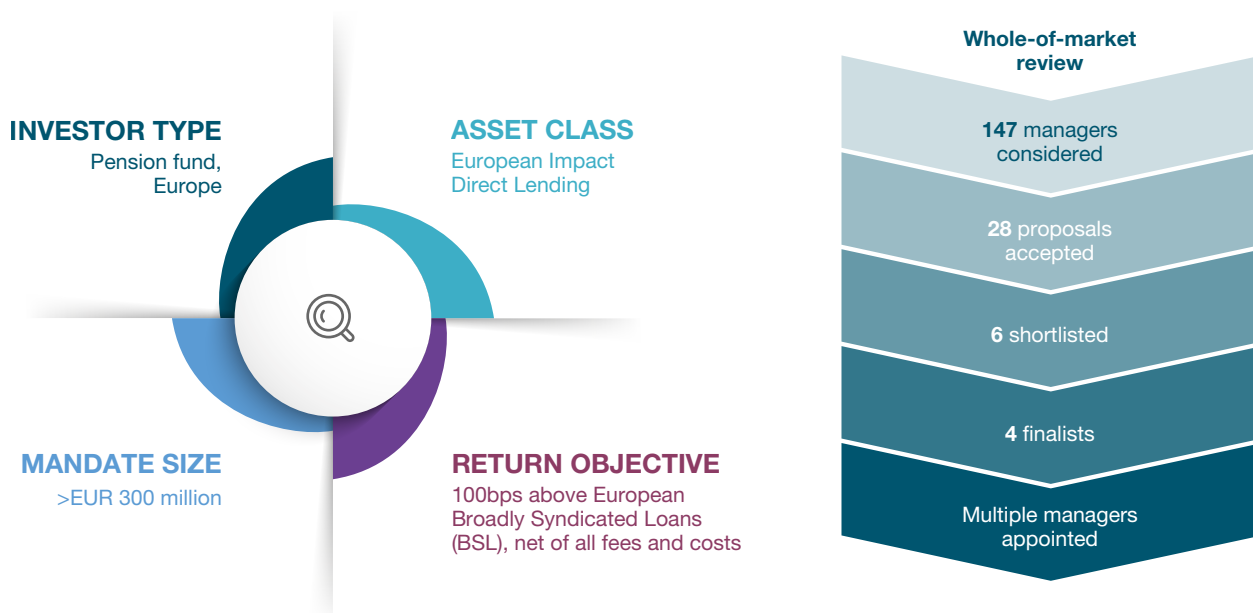 INVESTOR TYPE
Pension fund,
Europe
ASSET CLASS
European Impact
Direct Lending
MANDATE SIZE
>EUR 300 million
RETURN OBJECTIVE
100bps above European
Broadly Syndicated Loans
(BSL), net of all fees and costs
Whole-of-market
review
147 managers
considered
28 proposals
accepted
6 shortlisted
4 finalists
Multiple managers
appointed